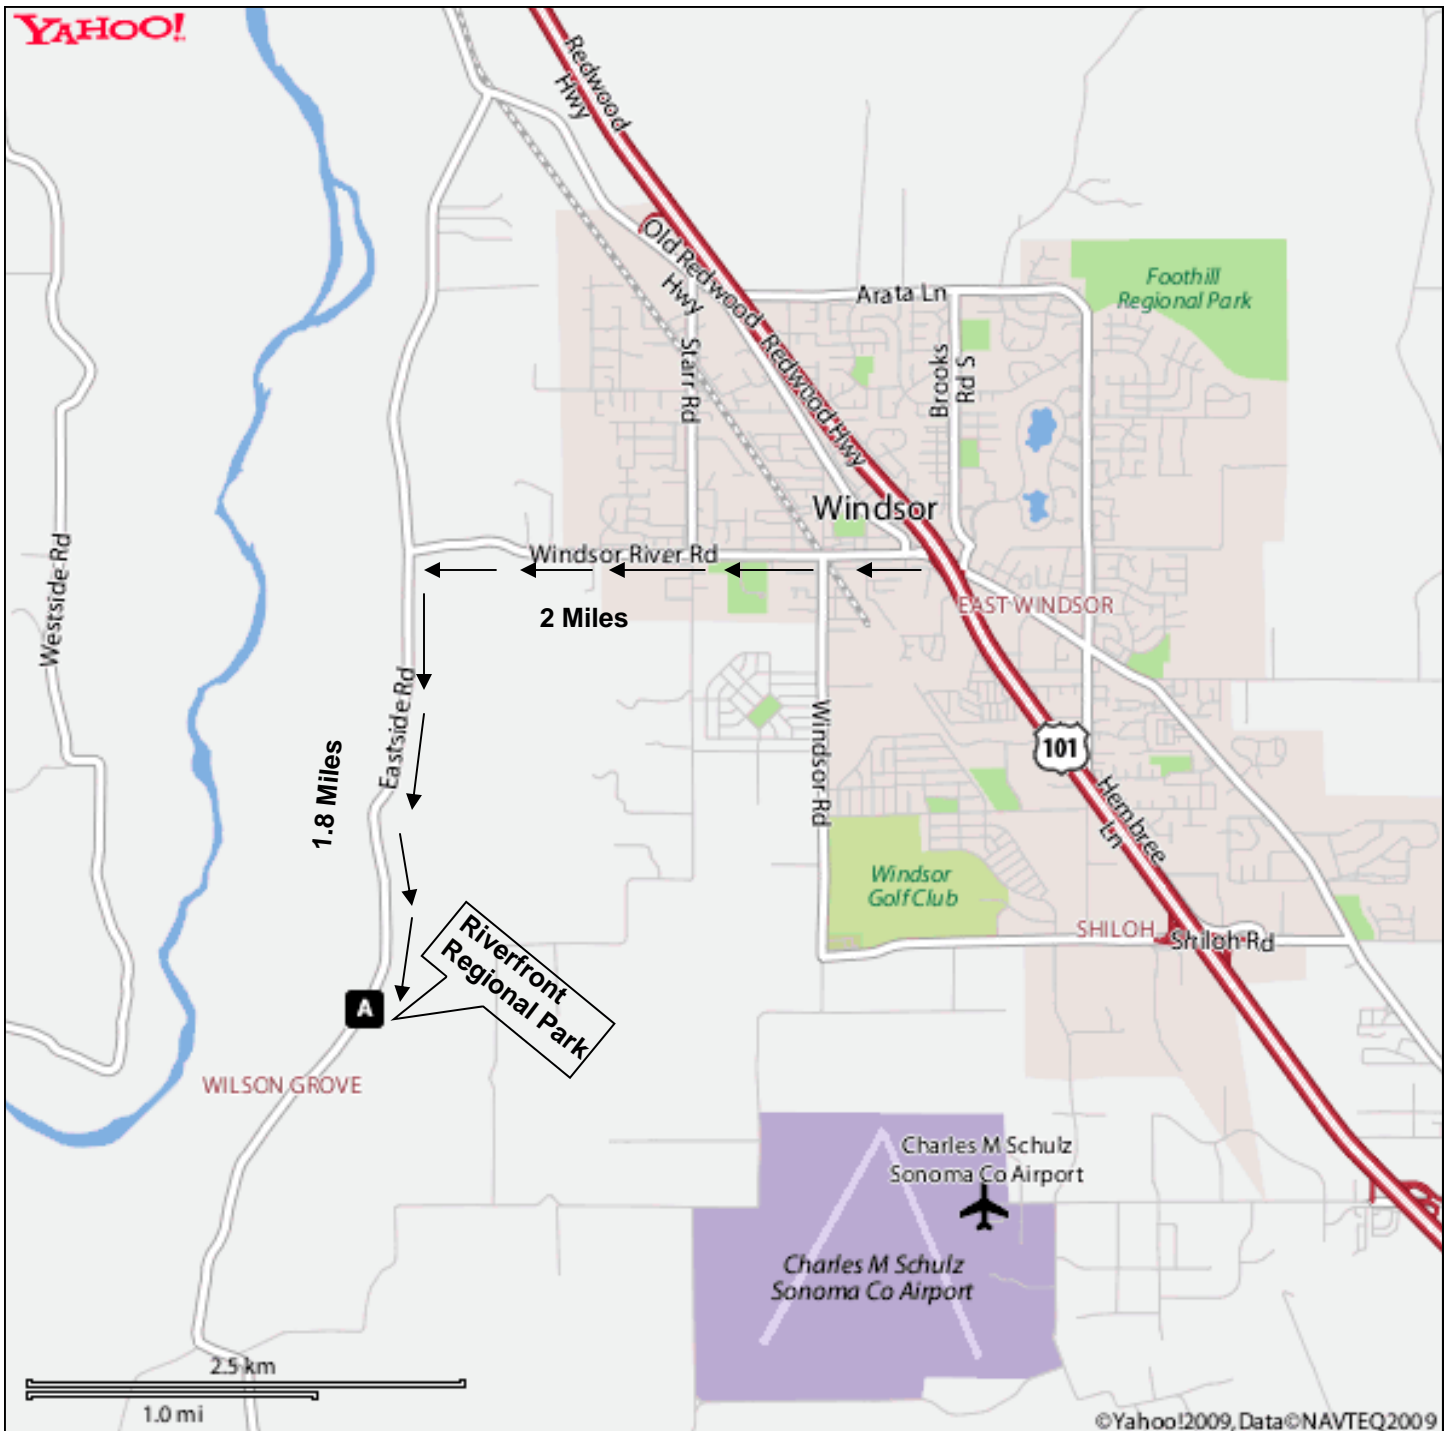 YAHOO!
Redwood
Hwy
Old Redwood
Hwy
Foothill
Regional Park
Arata Ln
Redwood Hwy
Starr Rd
Brooks
Rd S
Windsor
Windsor River Rd
EAST WINDSOR
2 Miles
Westside Rd
Eastside Rd
Windsor Rd
101
1.8 Miles
Hembree
Ln
Windsor
Golf Club
SHILOH
Shiloh Rd
Riverfront
Regional Park
A
WILSON GROVE
Charles M Schulz
Sonoma Co Airport
Charles M Schulz
Sonoma Co Airport
2.5 km
1.0 mi
©Yahoo!2009, Data©NAVTEQ2009